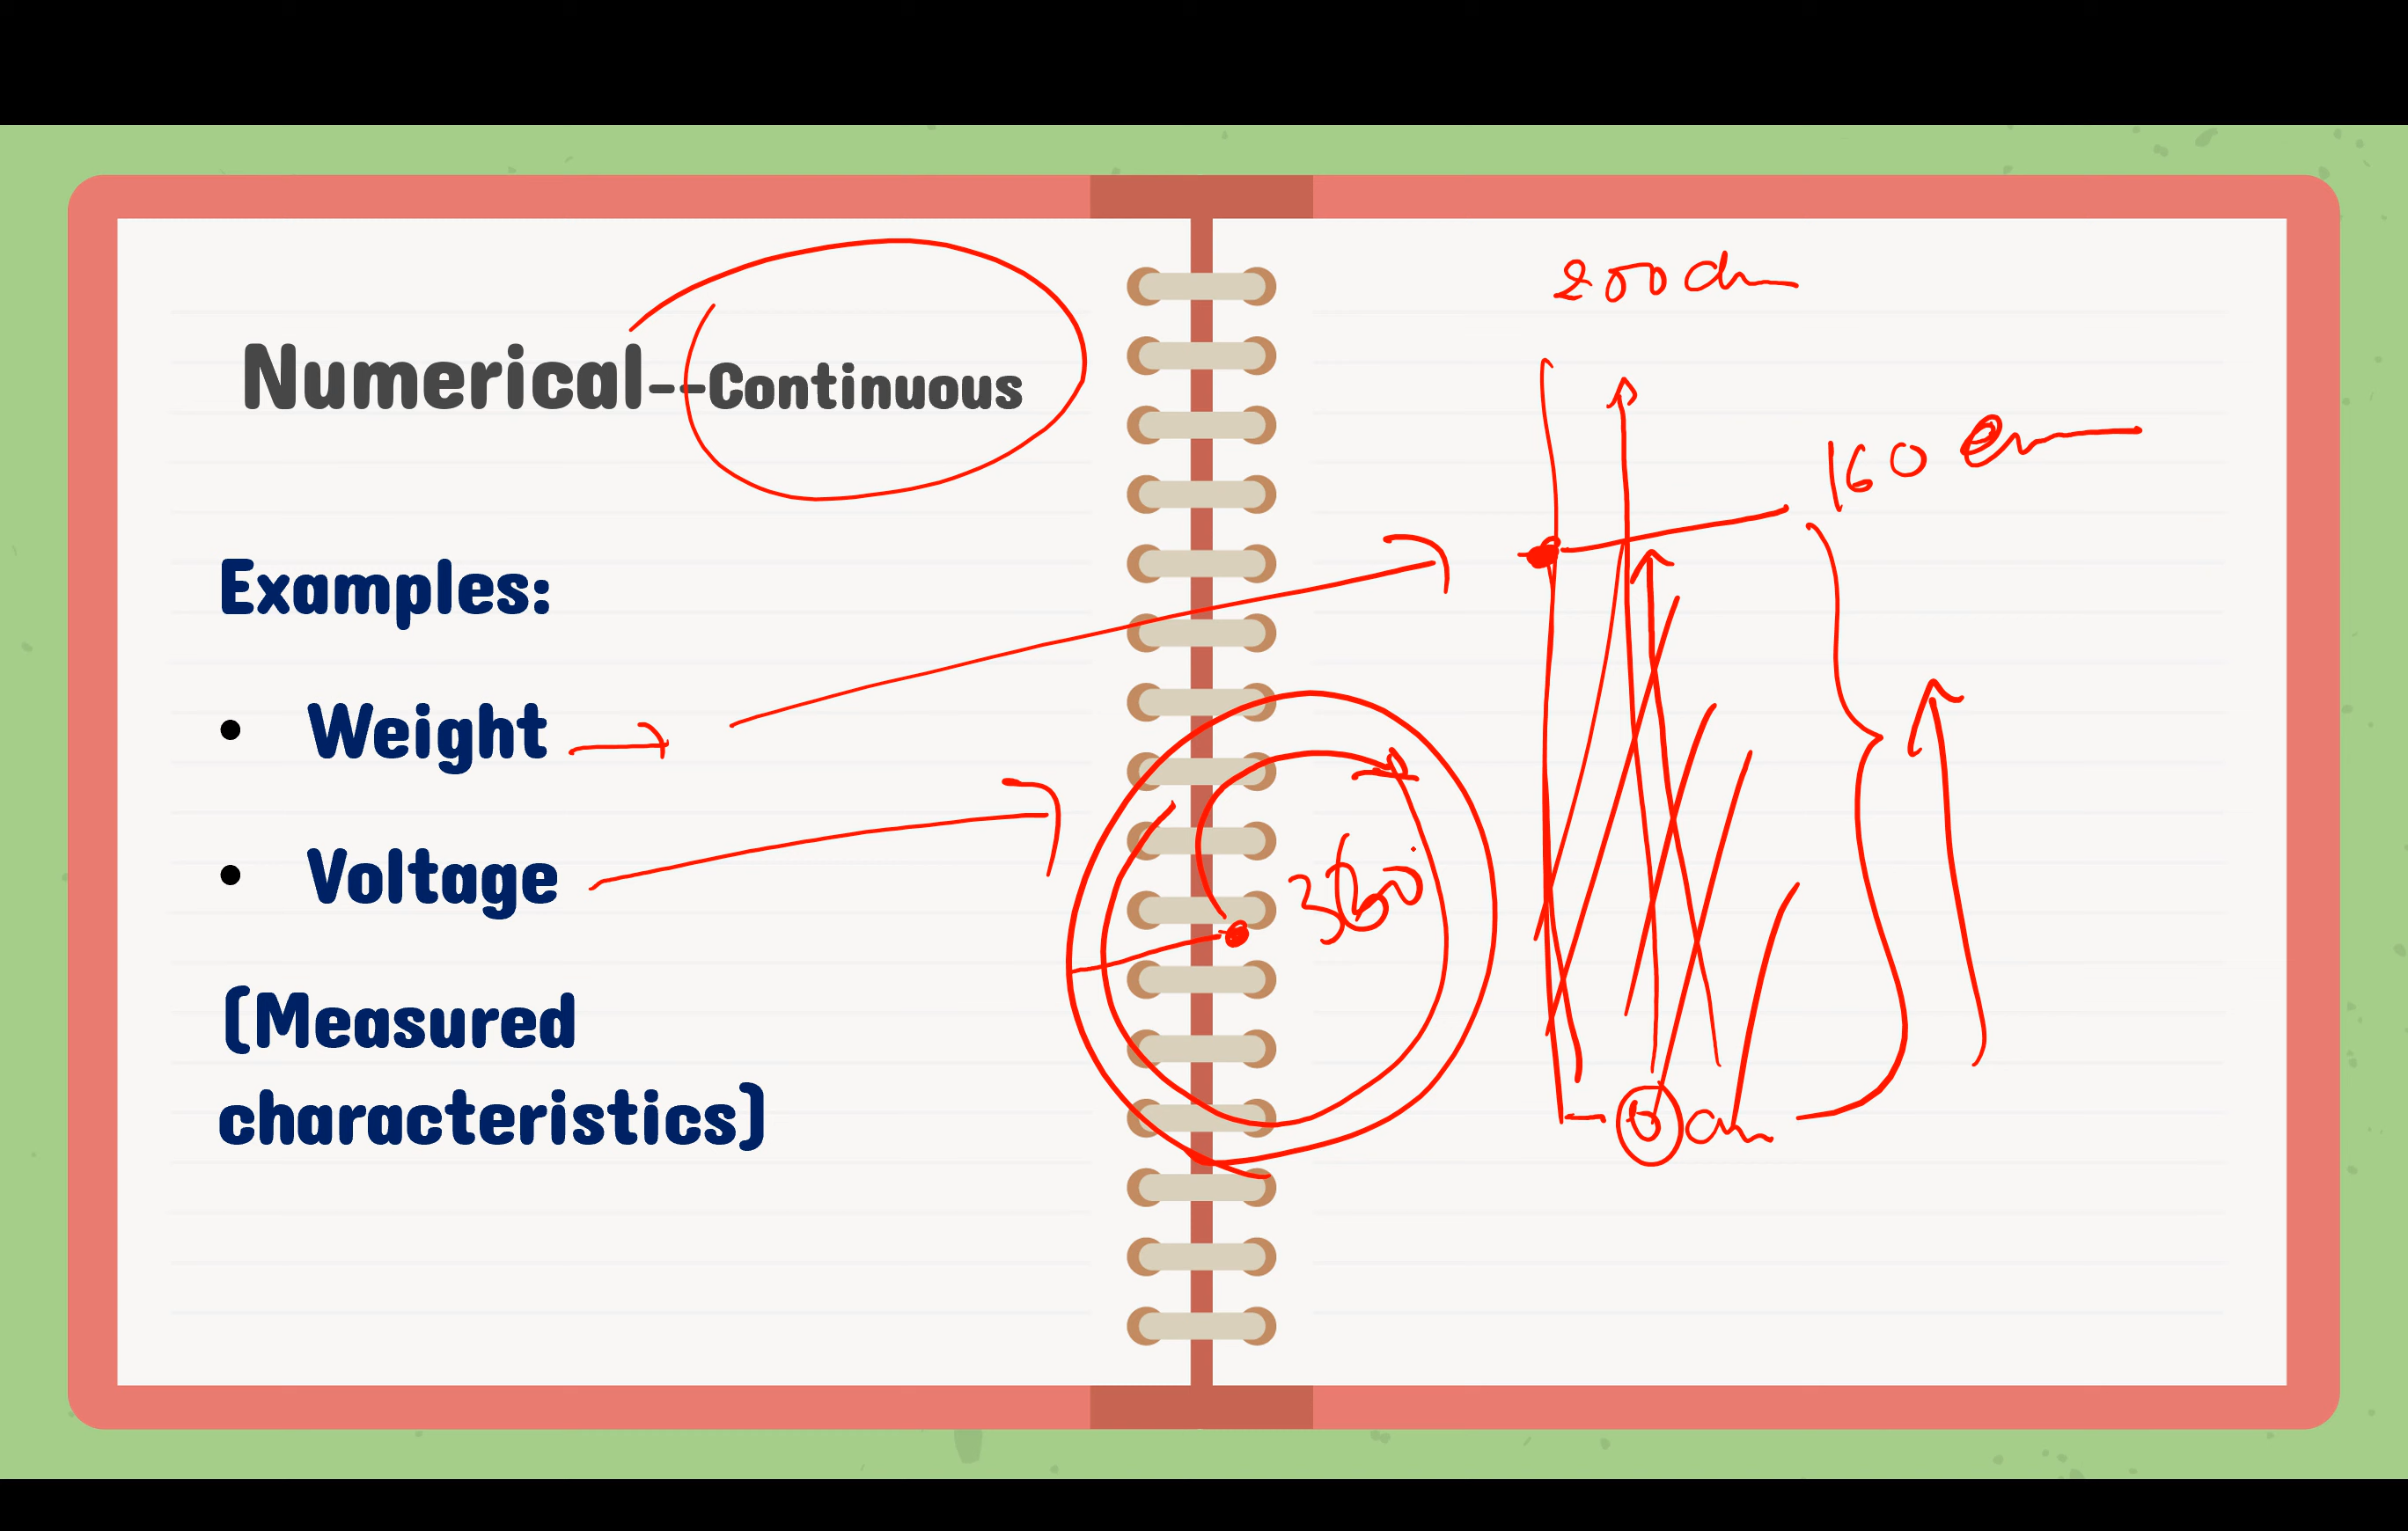 Numerical--Continuous
Examples:
• Weight
• Voltage
(Measured
characteristics)
200 cm
160 cm
360
0 cm